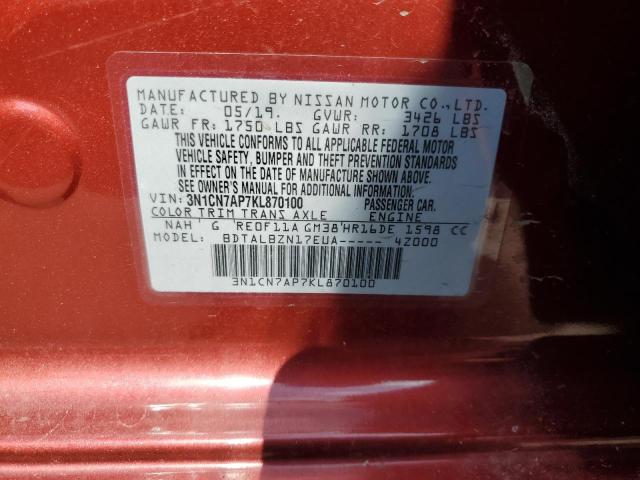 MANUFACTURED BY NISSAN MOTOR CO.,LTD.
DATE: 05/19. GVWR: 3426 LBS
GAWR FR: 1750 LBS GAWR RR: 1708 LBS
THIS VEHICLE CONFORMS TO ALL APPLICABLE FEDERAL MOTOR
VEHICLE SAFETY, BUMPER AND THEFT PREVENTION STANDARDS
IN EFFECT ON THE DATE OF MANUFACTURE SHOWN ABOVE.
SEE OWNER'S MANUAL FOR ADDITIONAL INFORMATION.
VIN: 3N1CN7AP7KL870100 PASSENGER CAR.
COLOR TRIM TRANS AXLE ENGINE
NAH G RE0F11A GM38 HR16DE 1598 CC
MODEL: BDTALBZN17EUA----- 4Z000
3N1CN7AP7KL870100